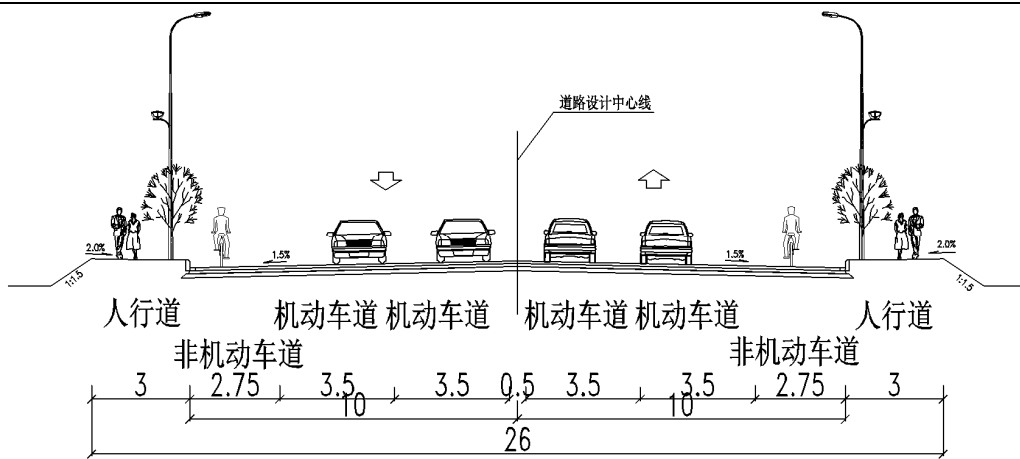 道路设计中心线
2.0% 1.5% 1.5% 2.0%
1:1.5 1:1.5
人行道 机动车道 机动车道 机动车道 机动车道 人行道
非机动车道 非机动车道
3 2.75 3.5 3.5 0.5 3.5 3.5 2.75 3
10 10
26